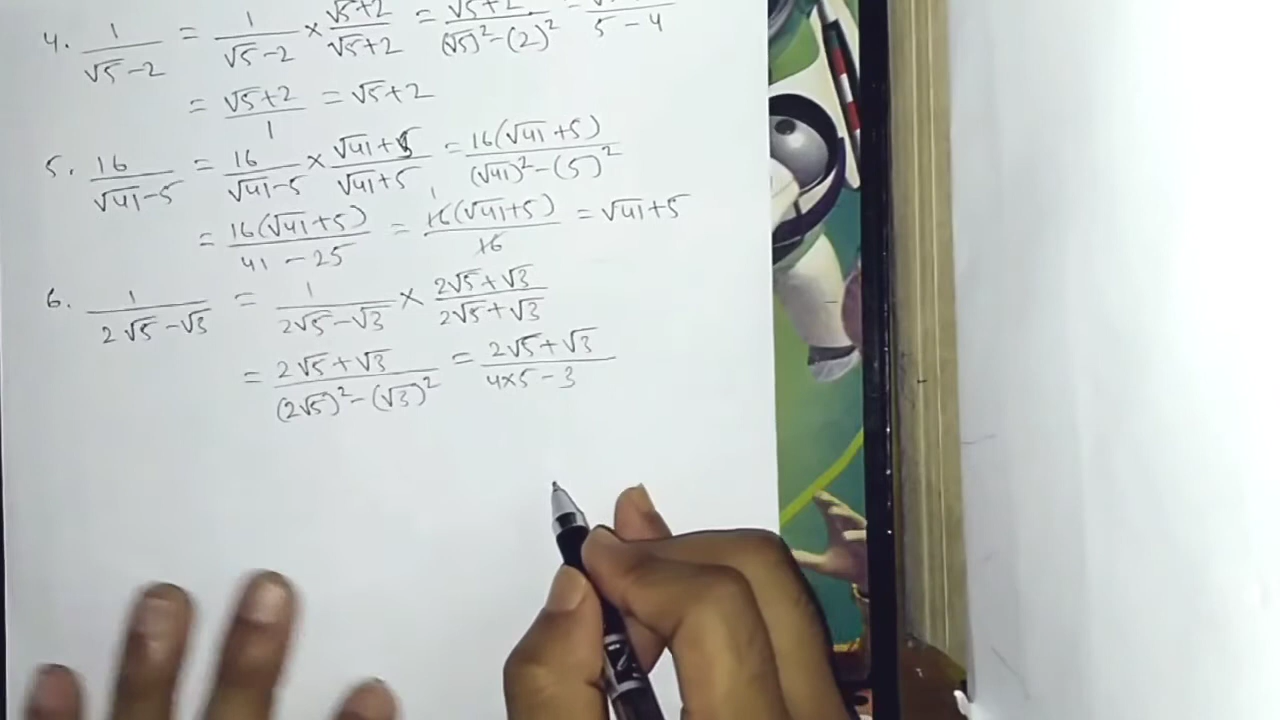 4. 1/(√5-2) = 1/(√5-2) × (√5+2)/(√5+2) = (√5+2)/((√5)²-(2)²) = /(5-4)
= (√5+2)/1 = √5+2
5. 16/(√41-5) = 16/(√41-5) × (√41+5)/(√41+5) = 16(√41+5)/((√41)²-(5)²)
= 16(√41+5)/(41-25) = 16(√41+5)/16 = √41+5
6. 1/(2√5-√3) = 1/(2√5-√3) × (2√5+√3)/(2√5+√3)
= (2√5+√3)/((2√5)²-(√3)²) = (2√5+√3)/(4×5-3)